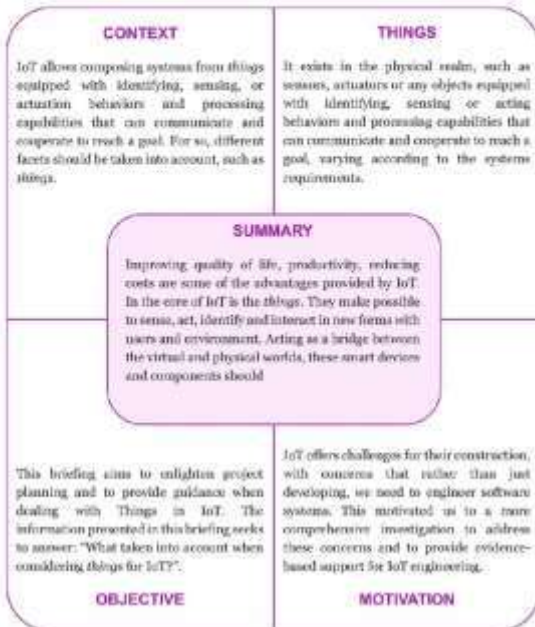 CONTEXT
IoT allows composing systems from things
equipped with identifying, sensing, or
actuation behaviors and processing
capabilities that can communicate and
cooperate to reach a goal. For so, different
facets should be taken into account, such as
things.
THINGS
It exists in the physical realm, such as
sensors, actuators or any objects equipped
with identifying, sensing or acting
behaviors and processing capabilities that
can communicate and cooperate to reach a
goal, varying according to the systems
requirements.
SUMMARY
Improving quality of life, productivity, reducing
costs are some of the advantages provided by IoT.
In the core of IoT is the things. They make possible
to sense, act, identify and interact in new forms with
users and environment. Acting as a bridge between
the virtual and physical worlds, these smart devices
and components should
This briefing aims to enlighten project
planning and to provide guidance when
dealing with Things in IoT. The
information presented in this briefing seeks
to answer: "What taken into account when
considering things for IoT?".
OBJECTIVE
IoT offers challenges for their construction,
with concerns that rather than just
developing, we need to engineer software
systems. This motivated us to a more
comprehensive investigation to address
these concerns and to provide evidence-
based support for IoT engineering.
MOTIVATION